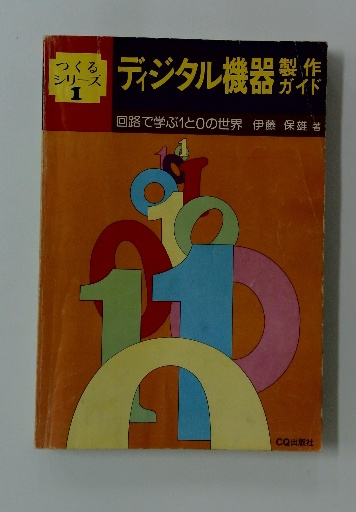 つくる
シリーズ
1
ディジタル機器 製作
ガイド
回路で学ぶ1と0の世界 伊藤 保雄 著
CQ出版社